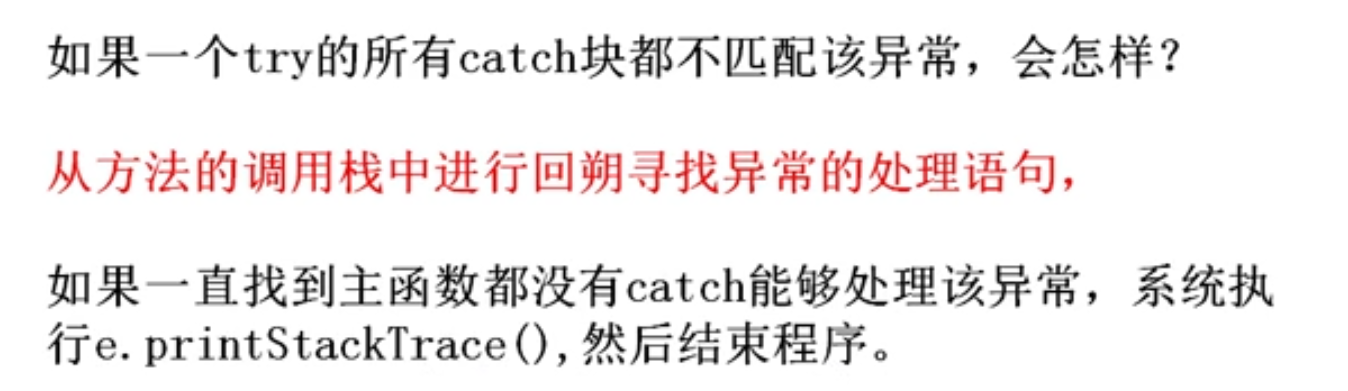 如果一个try的所有catch块都不匹配该异常，会怎样？
从方法的调用栈中进行回朔寻找异常的处理语句，
如果一直找到主函数都没有catch能够处理该异常，系统执
行e.printStackTrace(),然后结束程序。